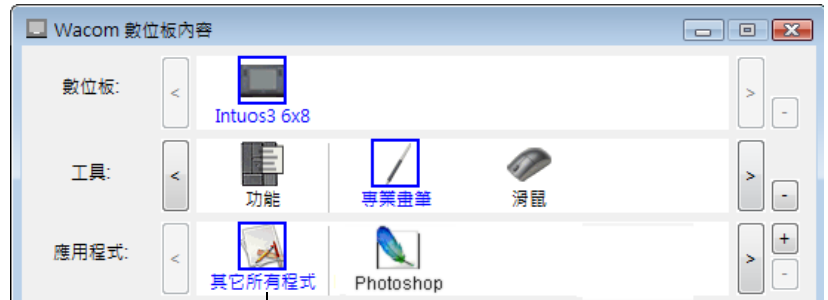 Wacom 數位板內容
數位板:
<
Intuos3 6x8
>
-
工具:
<
功能
專業畫筆
滑鼠
>
-
應用程式:
<
其它所有程式
Photoshop
>
+
-